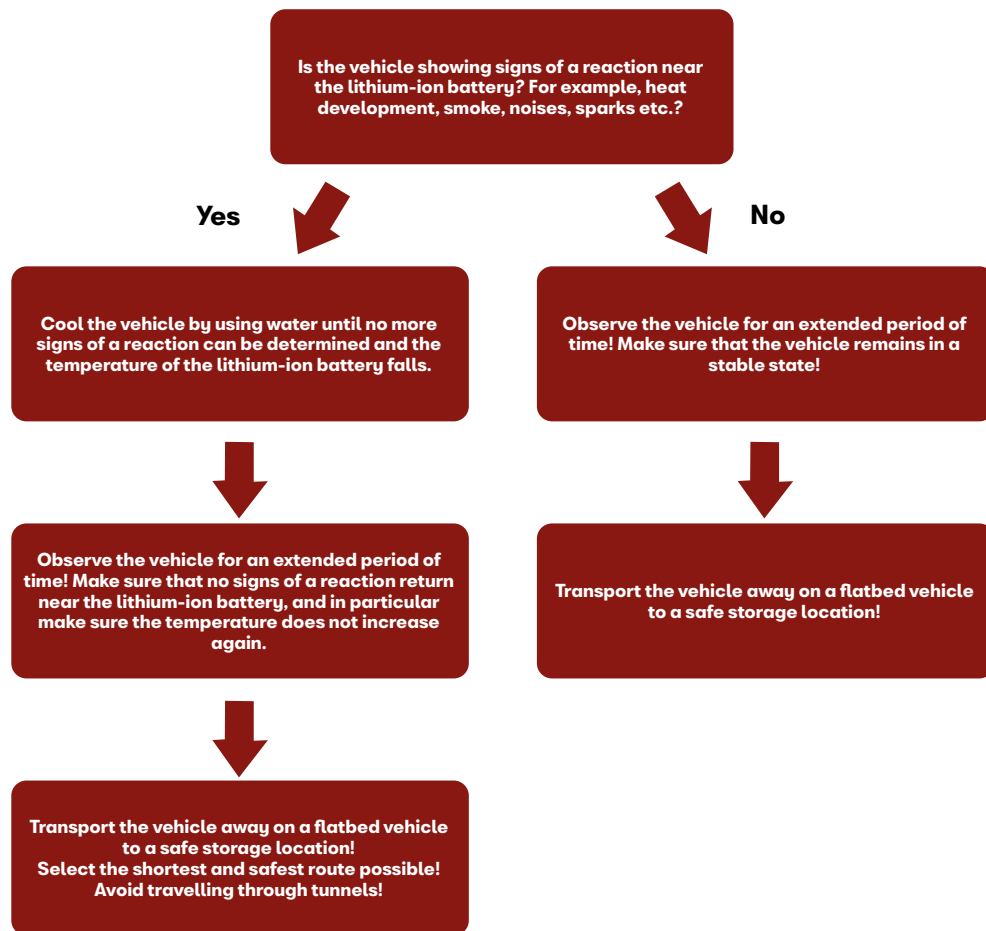 Is the vehicle showing signs of a reaction near
the lithium-ion battery? For example, heat
development, smoke, noises, sparks etc.?
Yes
No
Cool the vehicle by using water until no more
signs of a reaction can be determined and the
temperature of the lithium-ion battery falls.
Observe the vehicle for an extended period of
time! Make sure that the vehicle remains in a
stable state!
Observe the vehicle for an extended period of
time! Make sure that no signs of a reaction return
near the lithium-ion battery, and in particular
make sure the temperature does not increase
again.
Transport the vehicle away on a flatbed vehicle
to a safe storage location!
Transport the vehicle away on a flatbed vehicle
to a safe storage location!
Select the shortest and safest route possible!
Avoid travelling through tunnels!